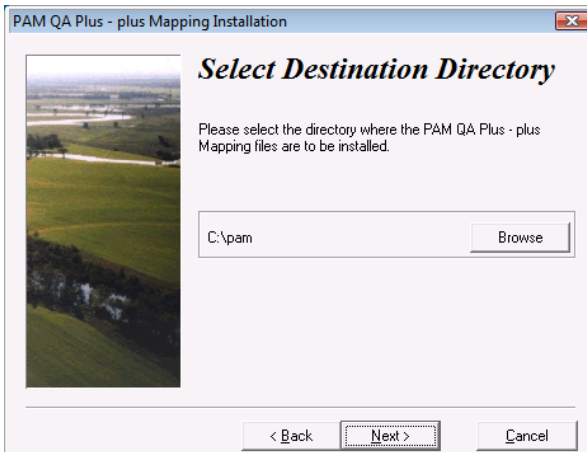 PAM QA Plus - plus Mapping Installation
Select Destination Directory
Please select the directory where the PAM QA Plus - plus
Mapping files are to be installed.
C:\pam
Browse
< Back
Next >
Cancel